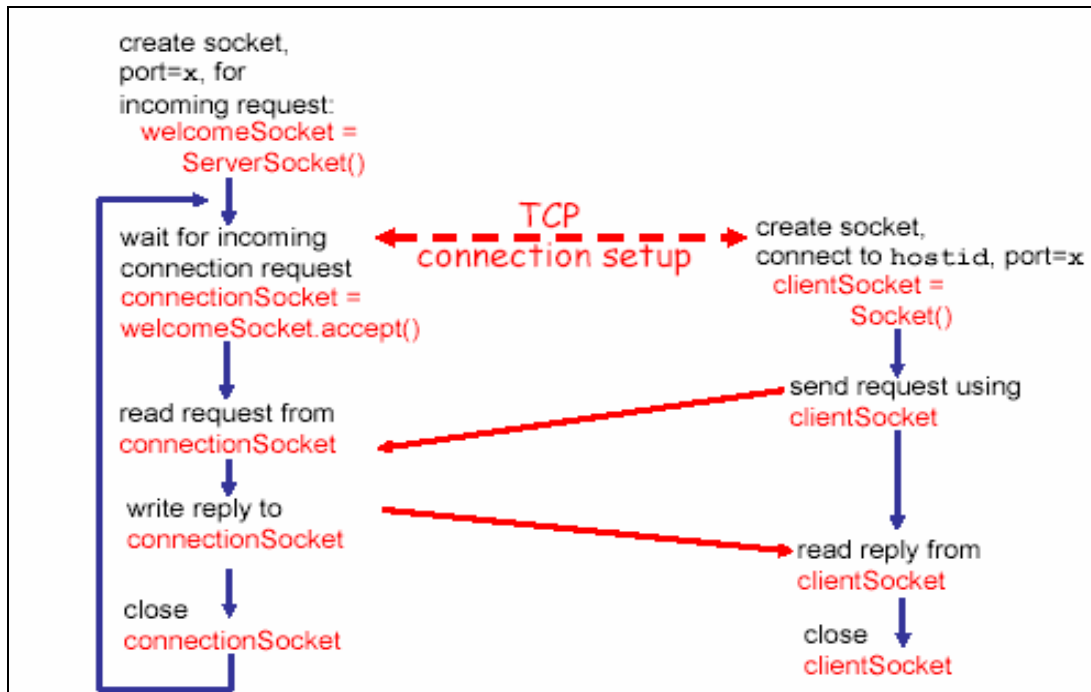 create socket,
port=x, for
incoming request:
welcomeSocket =
ServerSocket()
wait for incoming
connection request
connectionSocket =
welcomeSocket.accept()
read request from
connectionSocket
write reply to
connectionSocket
close
connectionSocket
TCP
connection setup
create socket,
connect to hostid, port=x
clientSocket =
Socket()
send request using
clientSocket
read reply from
clientSocket
close
clientSocket